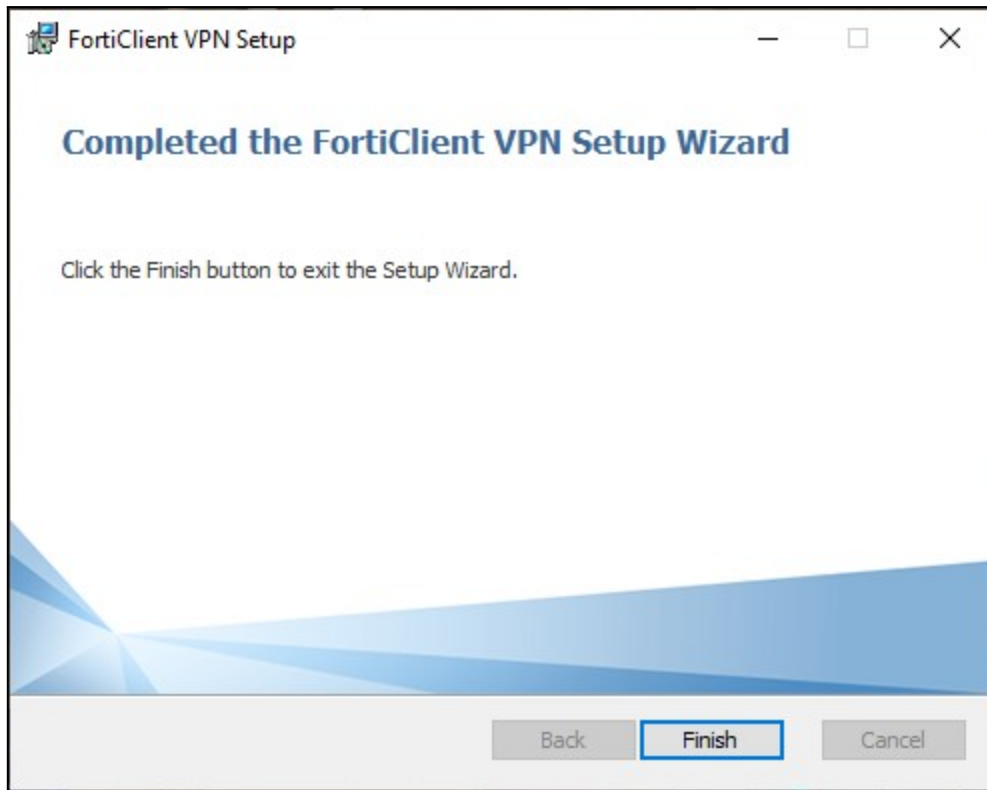 FortiClient VPN Setup
Completed the FortiClient VPN Setup Wizard
Click the Finish button to exit the Setup Wizard.
Back Finish Cancel